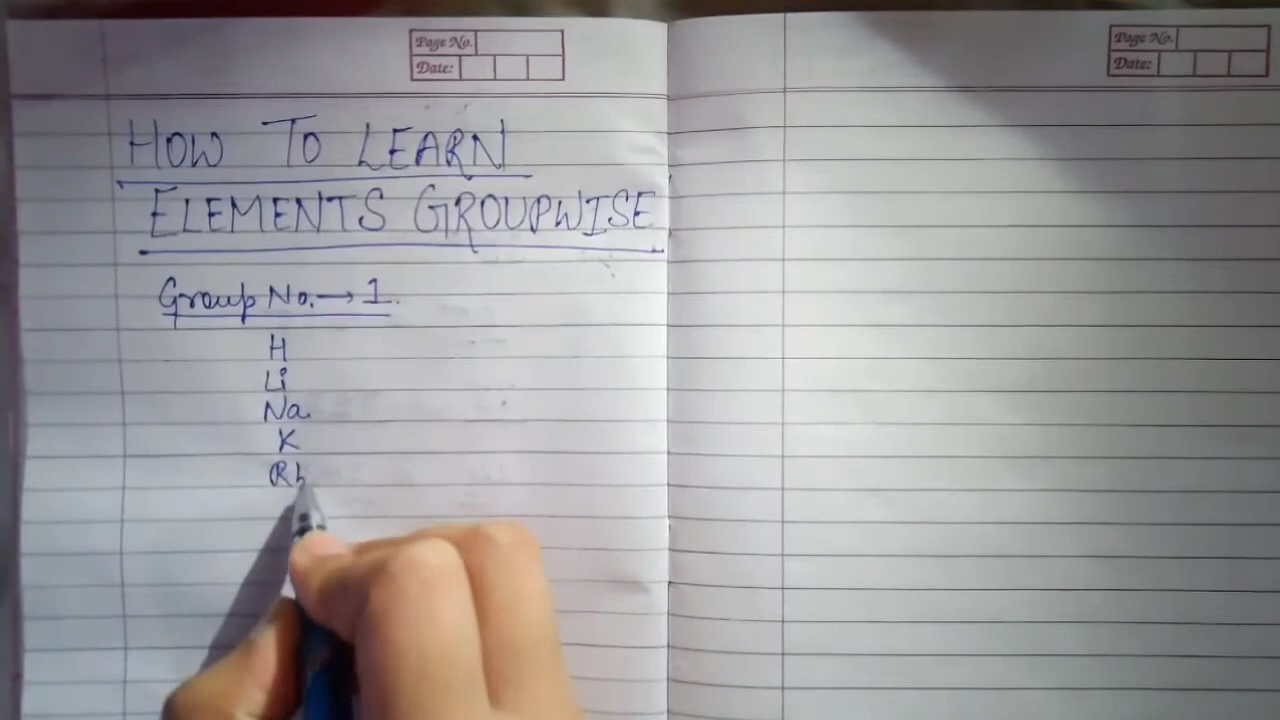 Page No.
Date:
HOW TO LEARN
ELEMENTS GROUPWISE
Group No. → 1.
H
Li
Na
K
Rb
Page No.
Date: